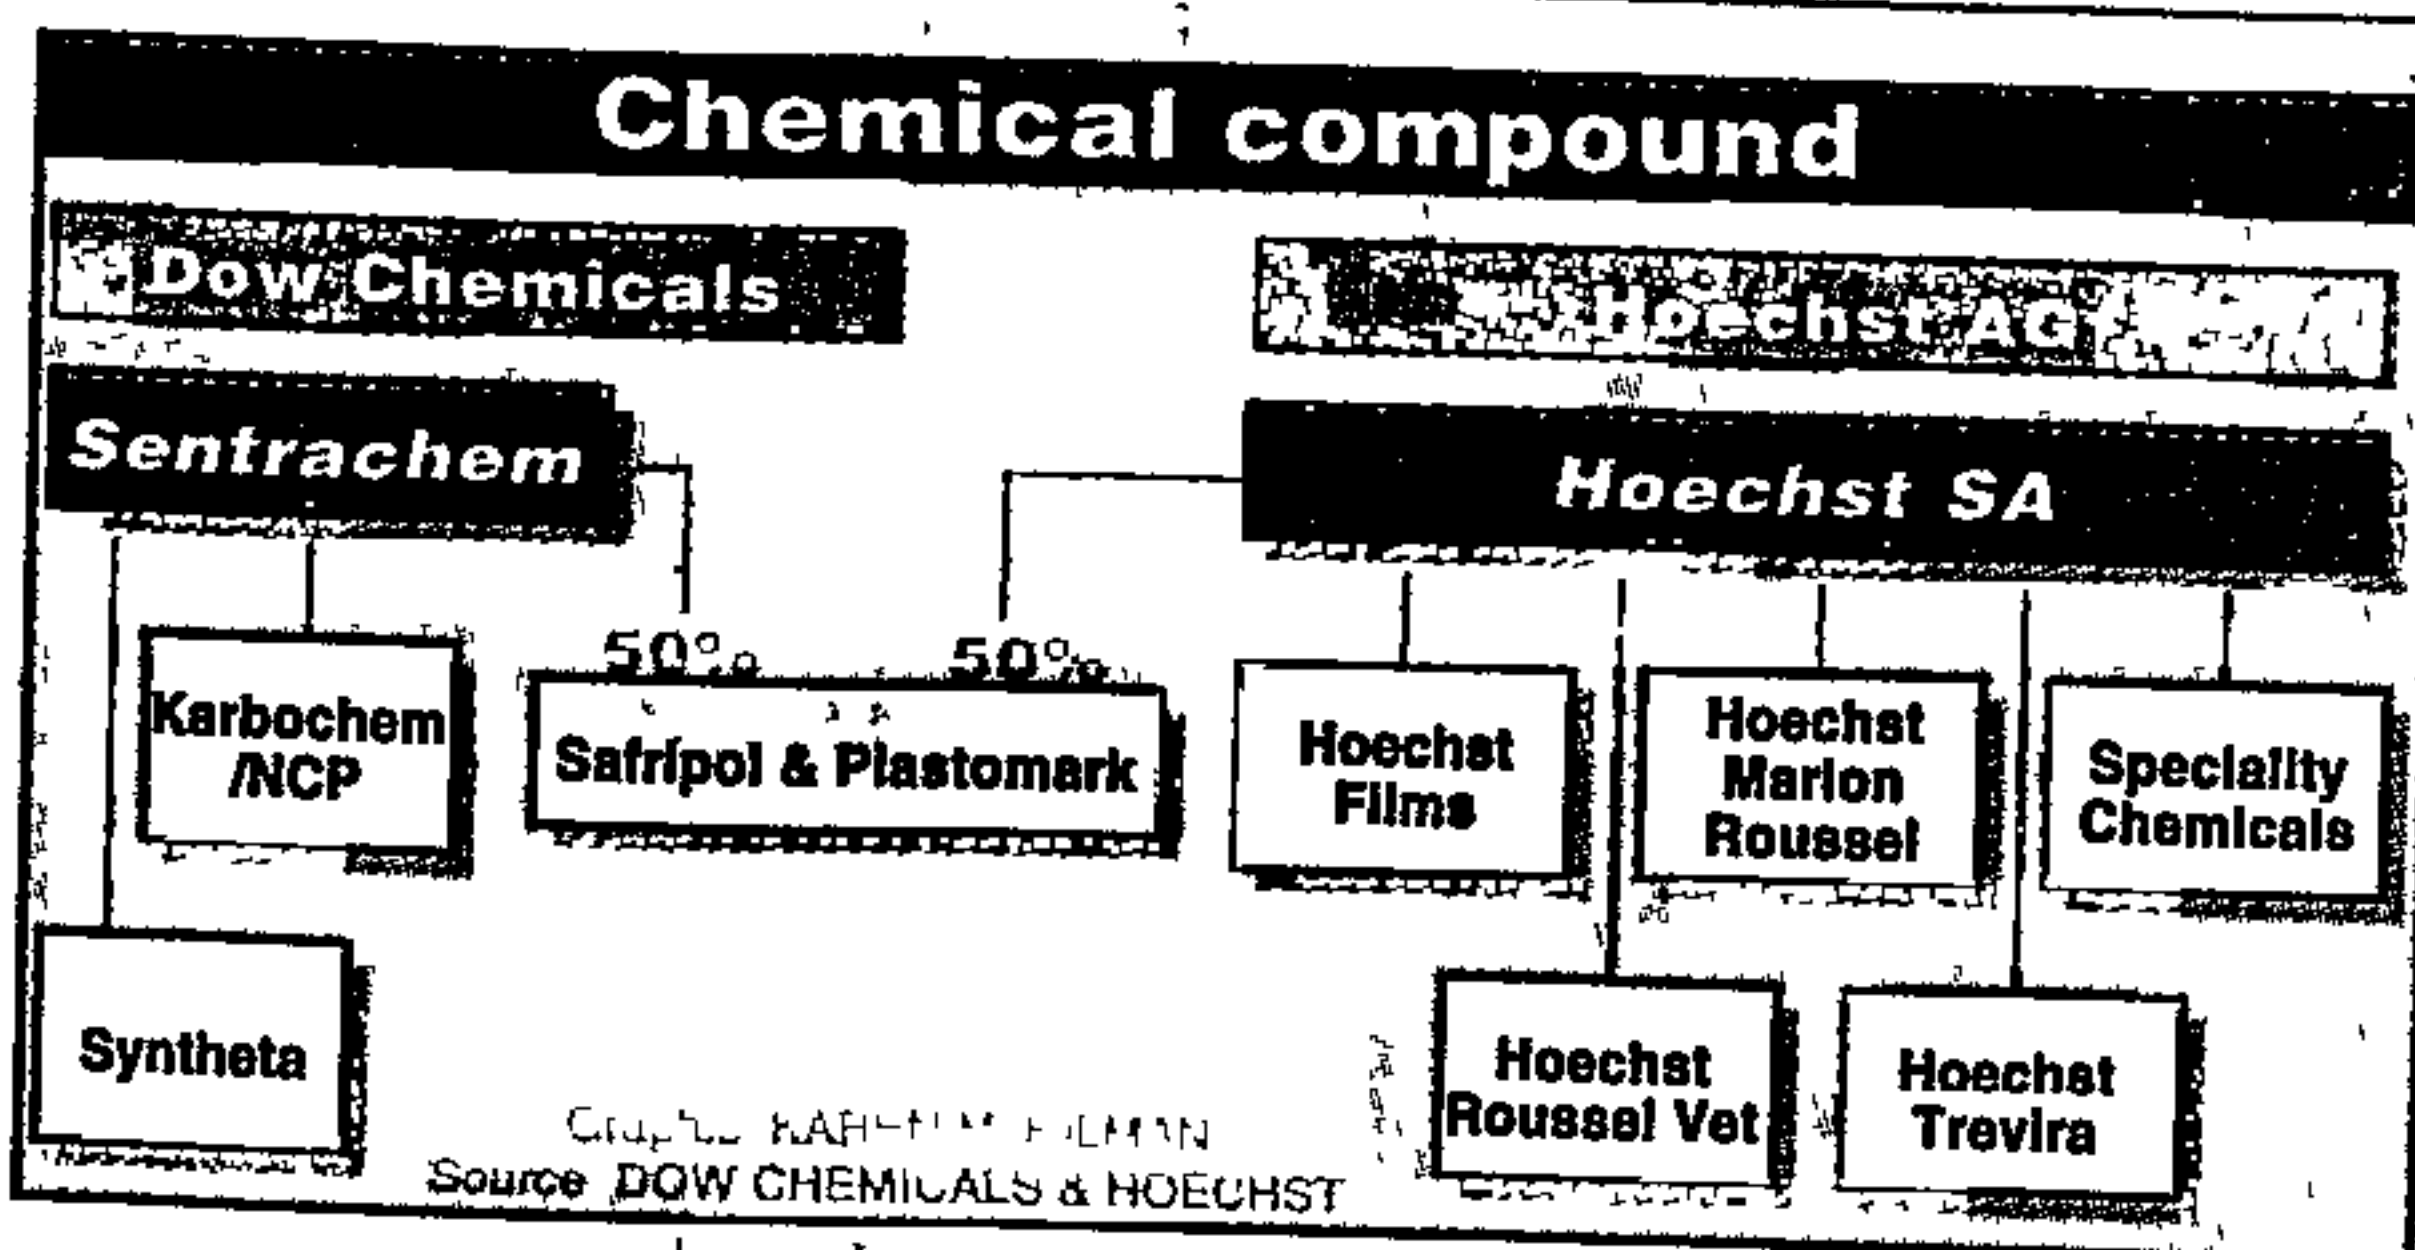 Chemical compound
Dow Chemicals
Hoechst AG
Sentrachem
Hoechst SA
50%
50%
Karbochem
/NCP
Safripol & Plastomark
Hoechst
Films
Hoechst
Marion
Roussel
Speciality
Chemicals
Syntheta
Hoechst
Roussel Vet
Hoechst
Trevira
Source DOW CHEMICALS & HOECHST